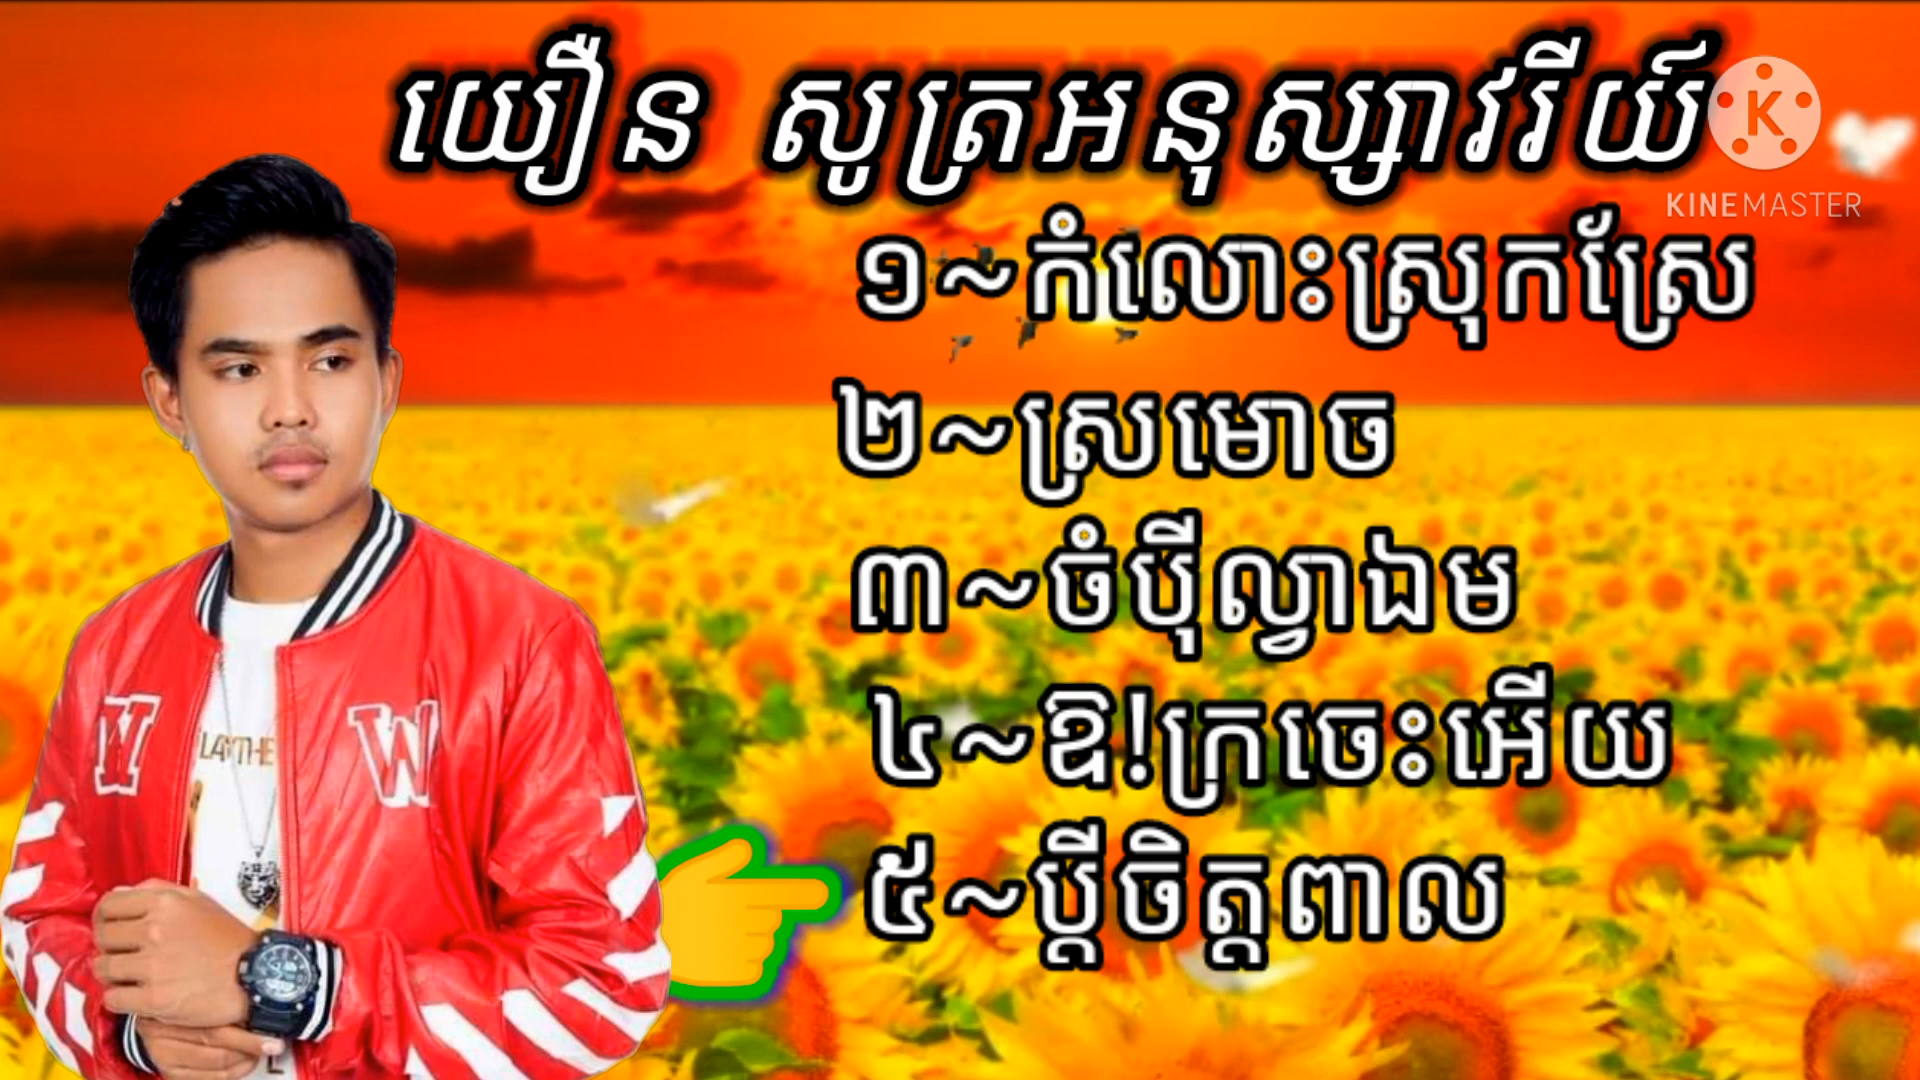 យឿន សូត្រអនុស្សាវរីយ៍
K
KINEMASTER
១~កំលោះស្រុកស្រែ
២~ស្រមោច
៣~ចំប៉ីល្វាឯម
Y W
LAYTHE
៤~ឱ!ក្រចេះអើយ
៥~ប្ដីចិត្តពាល